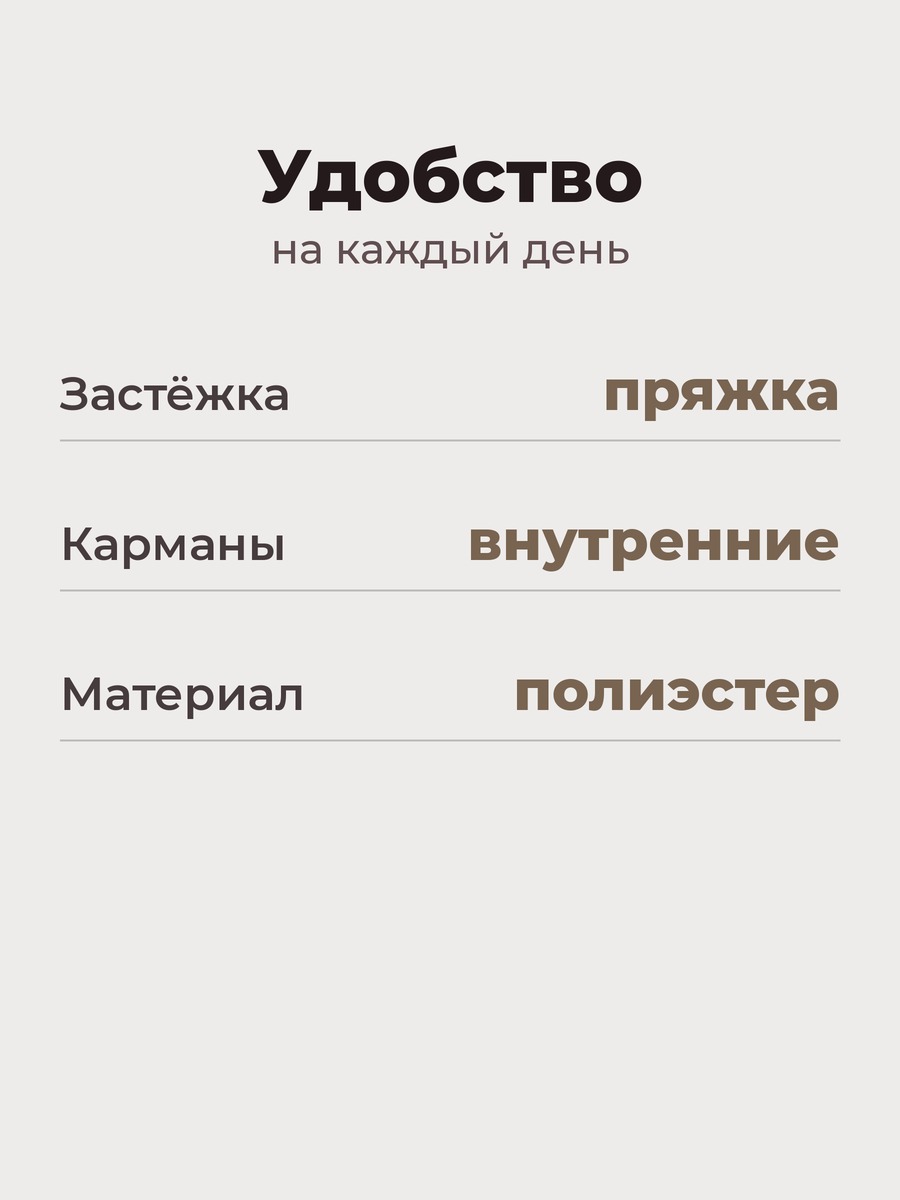 Удобство
на каждый день
Застёжка пряжка
Карманы внутренние
Материал полиэстер